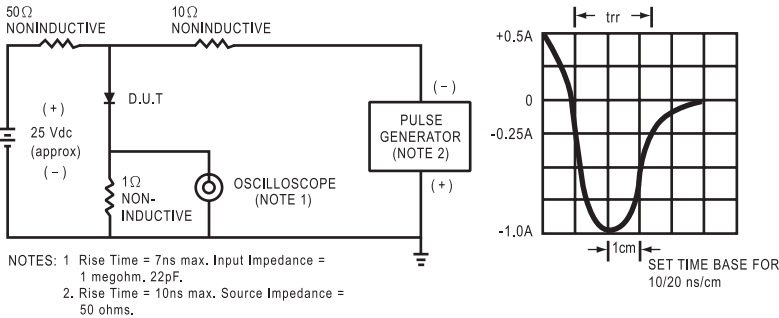 50Ω
NONINDUCTIVE
10Ω
NONINDUCTIVE
D.U.T
(+)
25 Vdc
(approx)
(-)
(-)
PULSE
GENERATOR
(NOTE 2)
(+)
1Ω
NON-
INDUCTIVE
OSCILLOSCOPE
(NOTE 1)
NOTES: 1 Rise Time = 7ns max. Input Impedance =
1 megohm. 22pF.
2. Rise Time = 10ns max. Source Impedance =
50 ohms.
trr
+0.5A
0
-0.25A
-1.0A
1cm
SET TIME BASE FOR
10/20 ns/cm